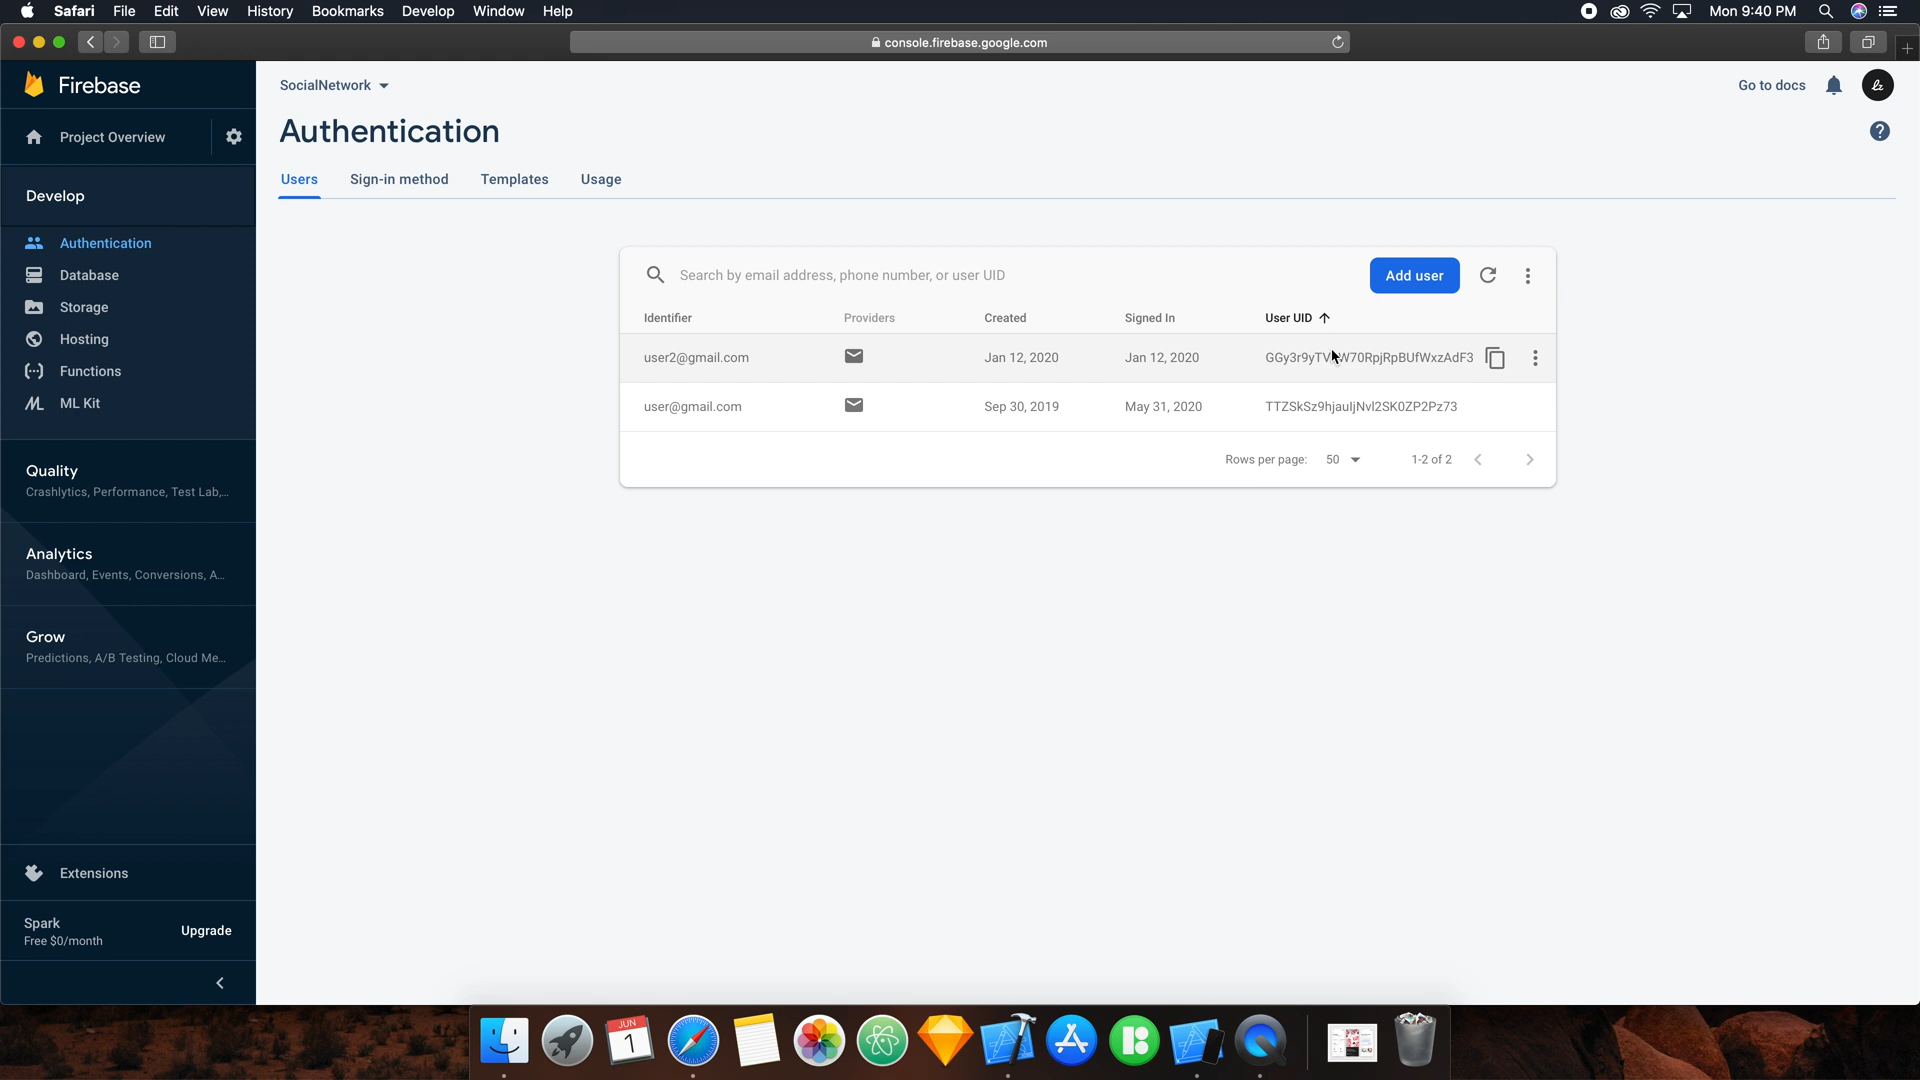 Safari File Edit View History Bookmarks Develop Window Help Mon 9:40 PM
console.firebase.google.com
Firebase
SocialNetwork
Go to docs
Project Overview
Authentication
Users Sign-in method Templates Usage
Develop
Authentication
Database
Storage
Hosting
Functions
ML Kit
Quality
Crashlytics, Performance, Test Lab,...
Analytics
Dashboard, Events, Conversions, A...
Grow
Predictions, A/B Testing, Cloud Me...
Extensions
Spark
Free $0/month
Upgrade
Search by email address, phone number, or user UID
Add user
Identifier Providers Created Signed In User UID
user2@gmail.com Jan 12, 2020 Jan 12, 2020
user@gmail.com Sep 30, 2019 May 31, 2020 TTZSkSz9hjauljNvl2SK0ZP2Pz73
Rows per page: 50 1-2 of 2
JUN
1